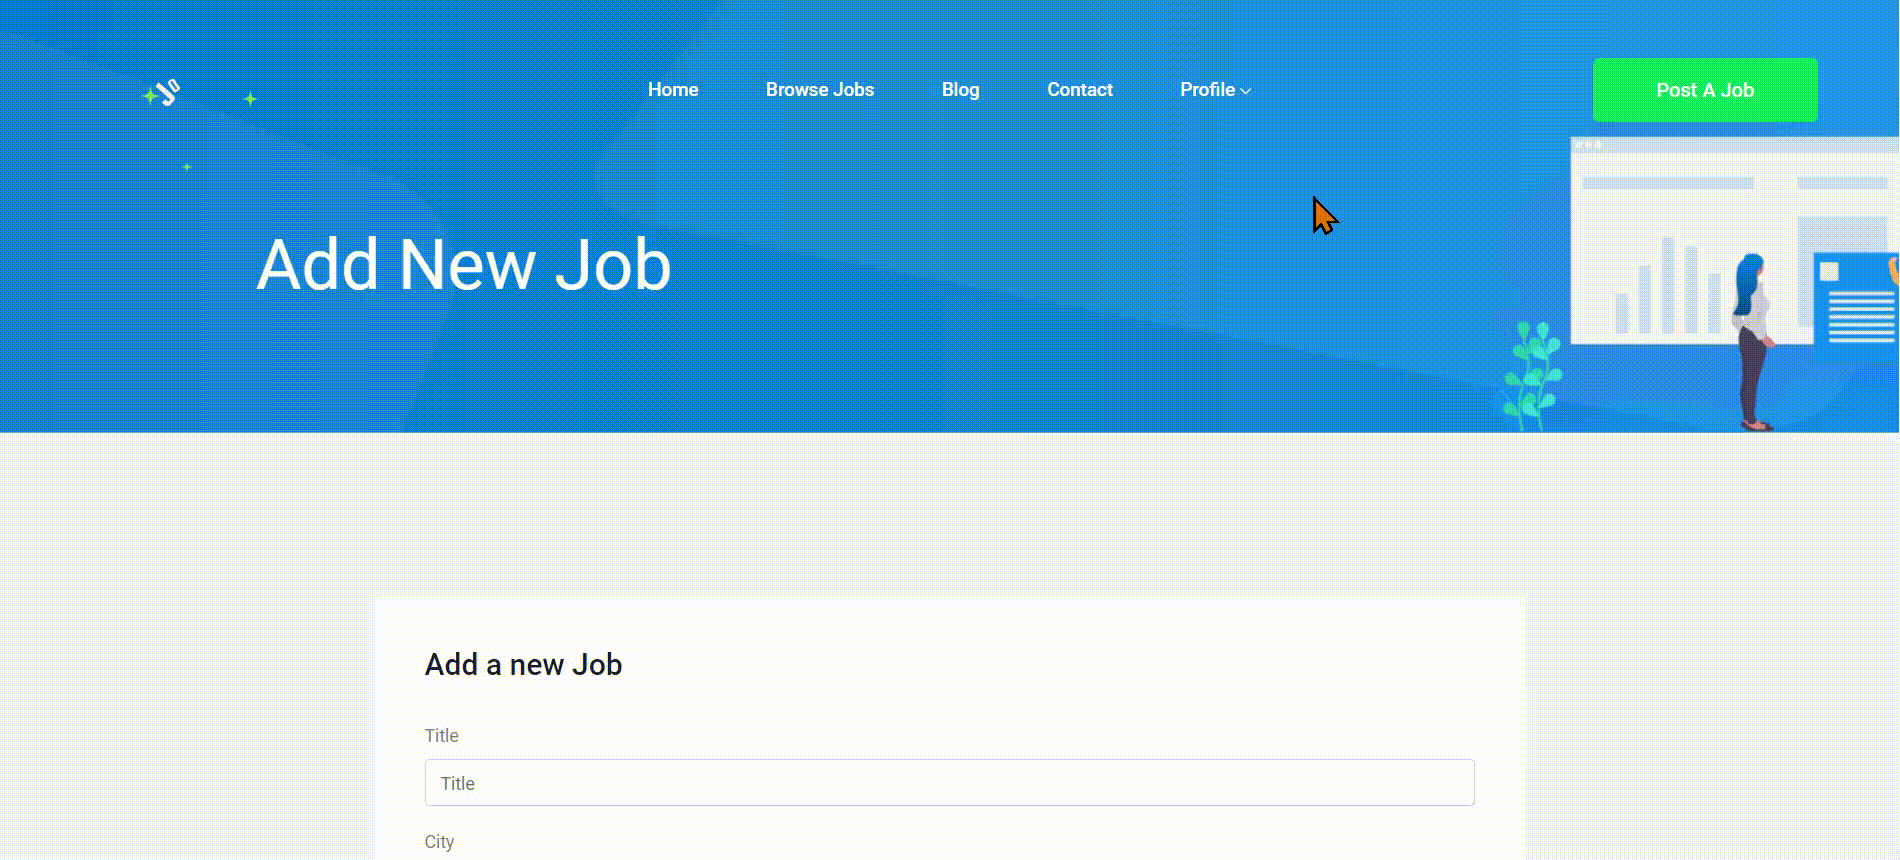 Home Browse Jobs Blog Contact Profile Post A Job
Add New Job
Add a new Job
Title
Title
City